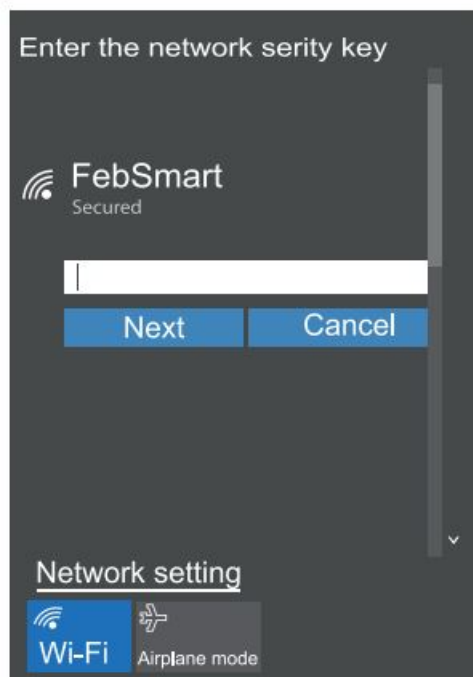 Enter the network serity key
FebSmart
Secured
Next Cancel
Network setting
Wi-Fi Airplane mode